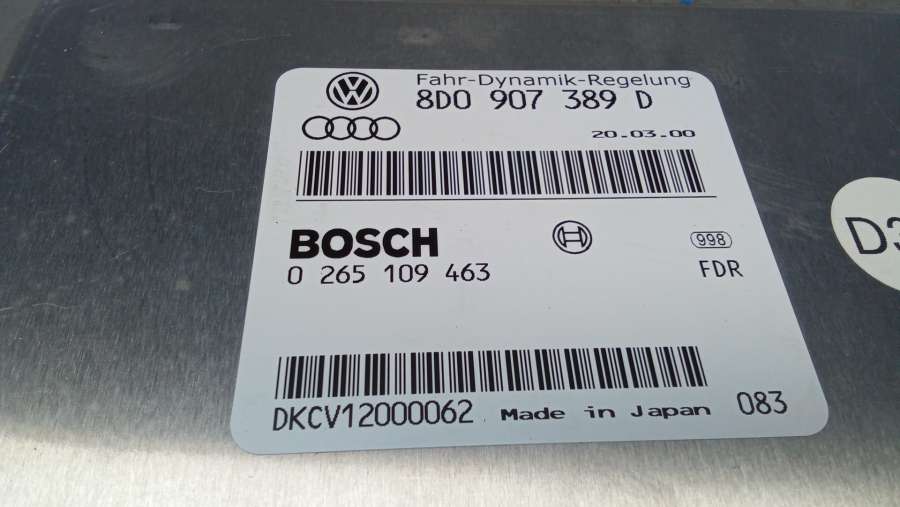 Fahr-Dynamik-Regelung
8D0 907 389 D
20.03.00
BOSCH
998
0 265 109 463
FDR
DKCV12000062 Made in Japan 083